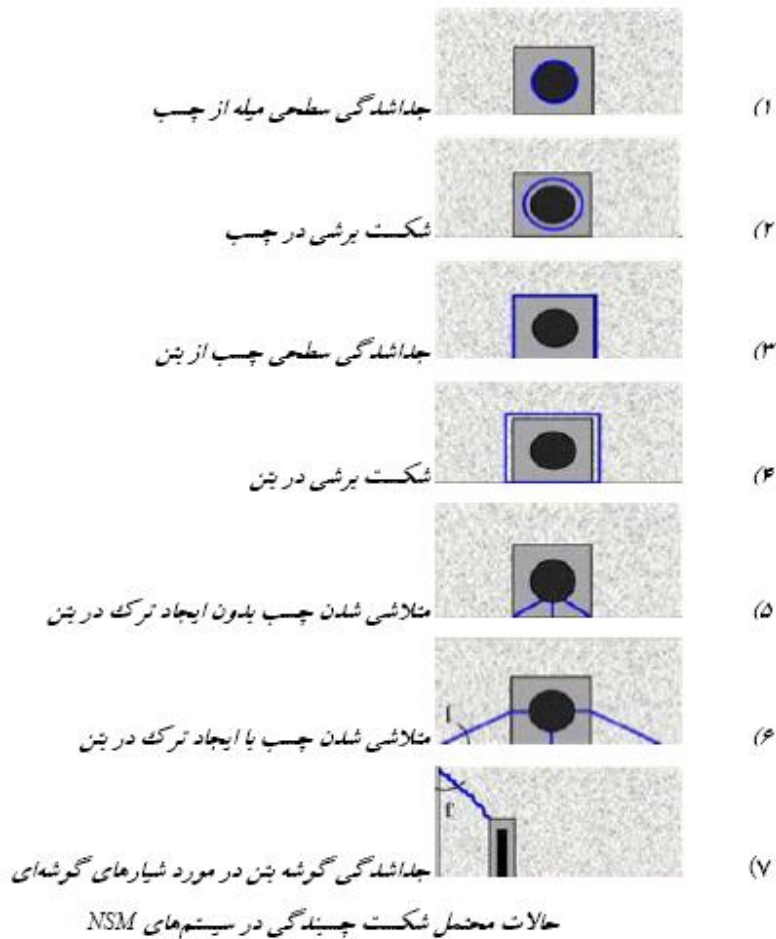 ۱) جداشدگی سطحی میله از چسب
۲) شکست برشی در چسب
۳) جداشدگی سطحی چسب از بتن
۴) شکست برشی در بتن
۵) متلاشی شدن چسب بدون ایجاد ترک در بتن
f
۶) متلاشی شدن چسب با ایجاد ترک در بتن
f
۷) جداشدگی گوشه بتن در مورد شیارهای گوشه‌ای
حالات محتمل شکست چسبندگی در سیستم‌های NSM